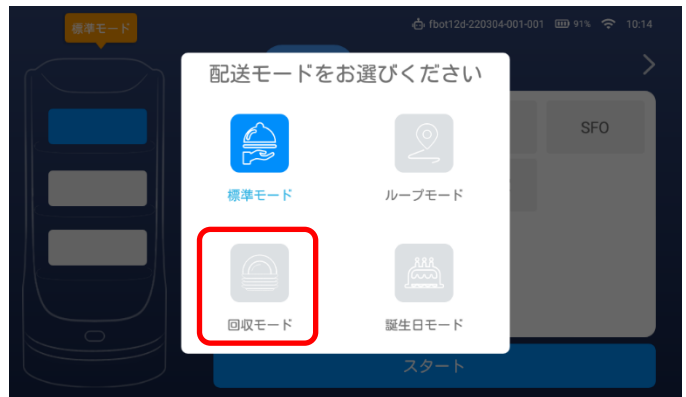 標準モード
fbot12d-220304-001-001 91% 10:14
配送モードをお選びください
SFO
標準モード ループモード
回収モード 誕生日モード
スタート